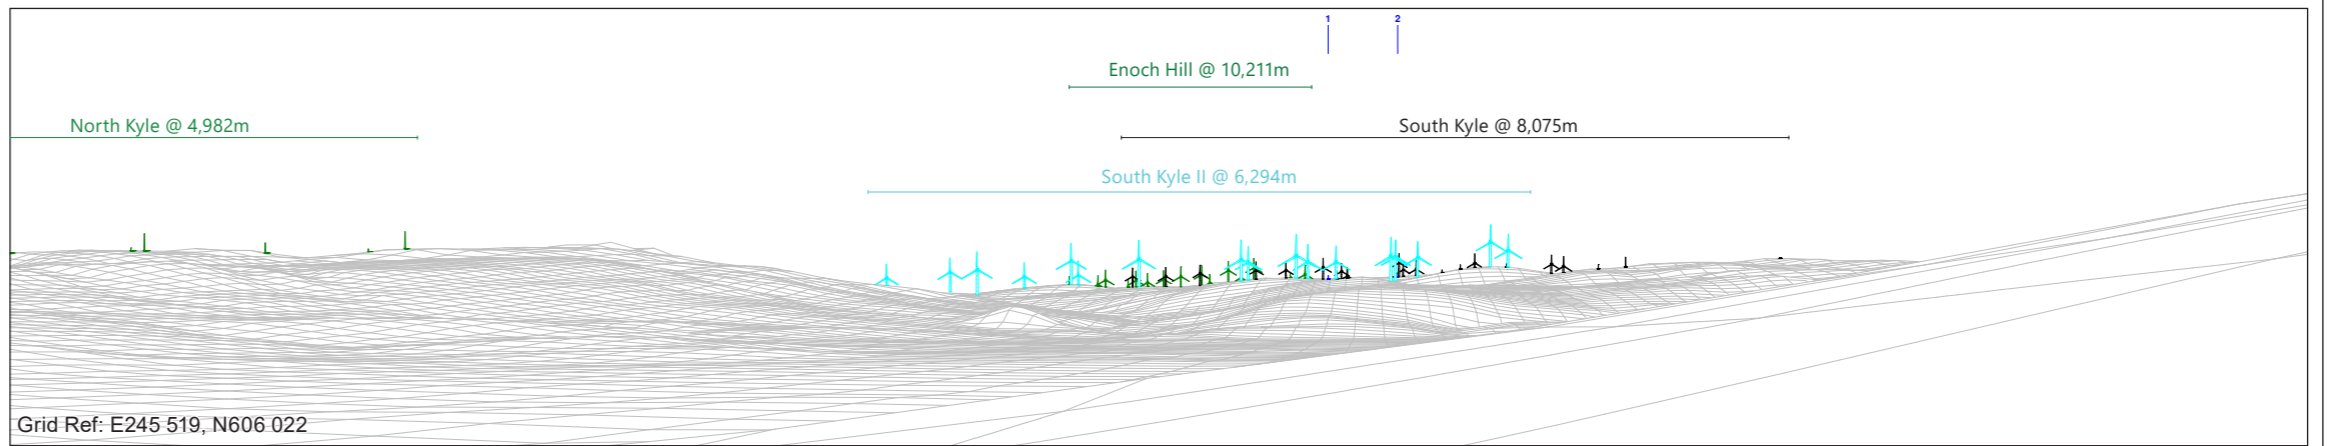 1 2
Enoch Hill @ 10,211m
North Kyle @ 4,982m South Kyle @ 8,075m
South Kyle II @ 6,294m
Grid Ref: E245 519, N606 022